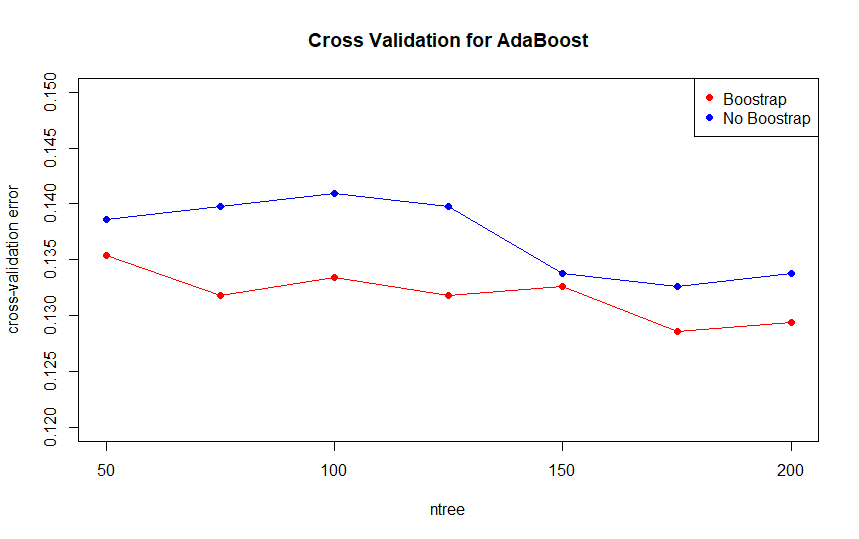 Cross Validation for AdaBoost
Boostrap
No Boostrap
cross-validation error
0.150
0.145
0.140
0.135
0.130
0.125
0.120
50
100
150
200
ntree